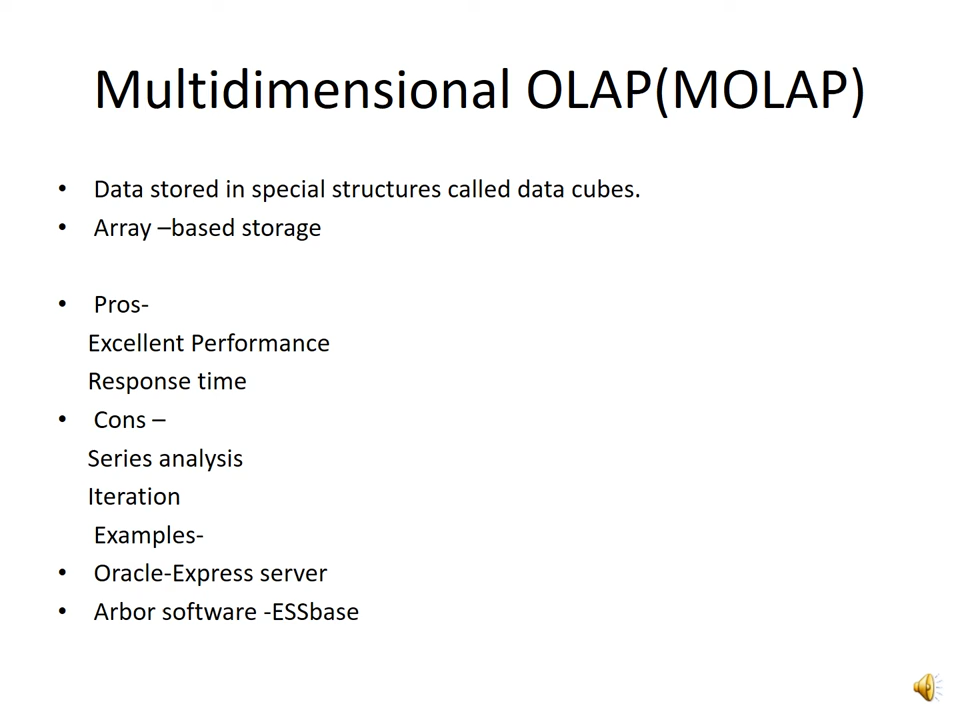 Multidimensional OLAP(MOLAP)
• Data stored in special structures called data cubes.
• Array –based storage
• Pros-
Excellent Performance
Response time
• Cons –
Series analysis
Iteration
Examples-
• Oracle-Express server
• Arbor software -ESSbase